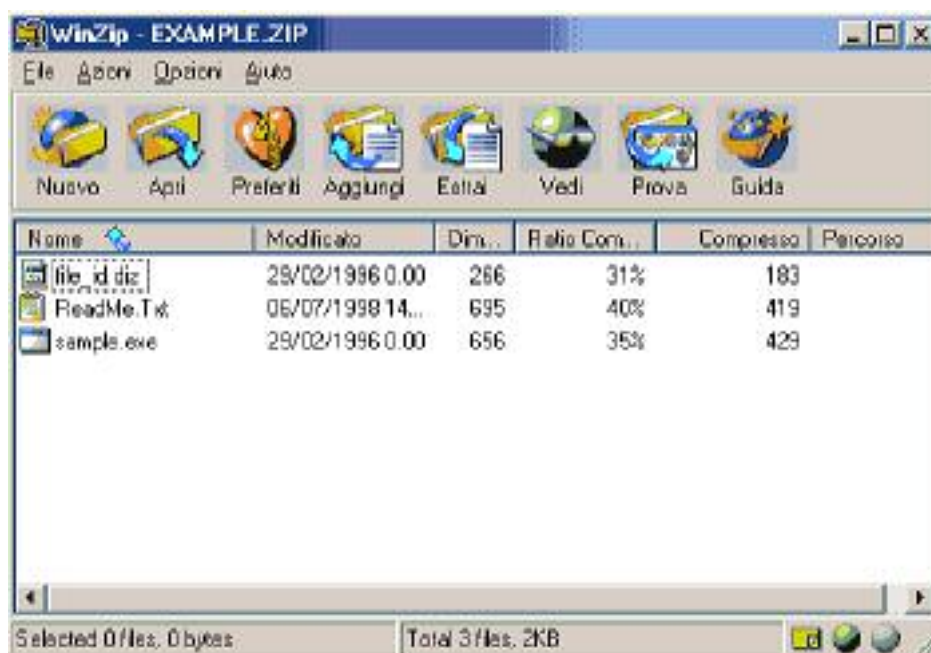 WinZip - EXAMPLE.ZIP
File Azioni Opzioni Aiuto
Nuovo Apri Preferiti Aggiungi Estrai Vedi Prova Guida
Nome Modificato Dim... Ratio Com... Compresso Percorso
file_id.diz 29/02/1996 0.00 266 31% 183
ReadMe.Txt 06/07/1998 14... 695 40% 419
sample.exe 29/02/1996 0.00 656 35% 429
Selected 0 files, 0 bytes Total 3 files, 2KB